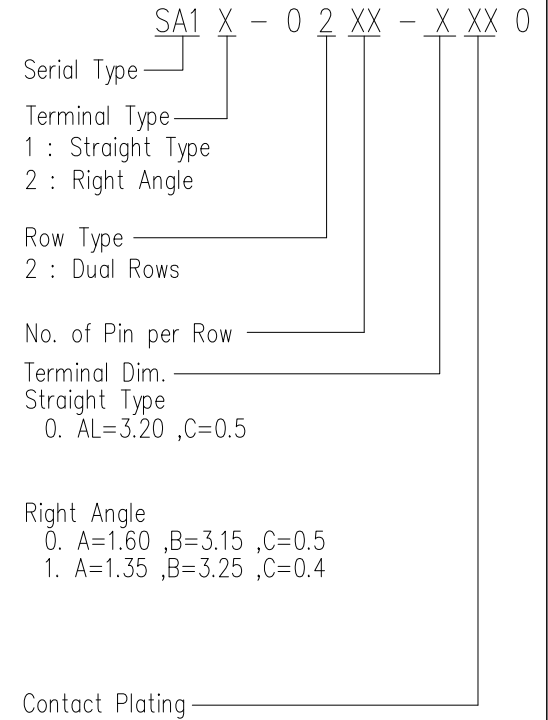 SA1 X - 0 2 XX - X XX 0
Serial Type
Terminal Type
1 : Straight Type
2 : Right Angle
Row Type
2 : Dual Rows
No. of Pin per Row
Terminal Dim.
Straight Type
0. AL=3.20 ,C=0.5
Right Angle
0. A=1.60 ,B=3.15 ,C=0.5
1. A=1.35 ,B=3.25 ,C=0.4
Contact Plating